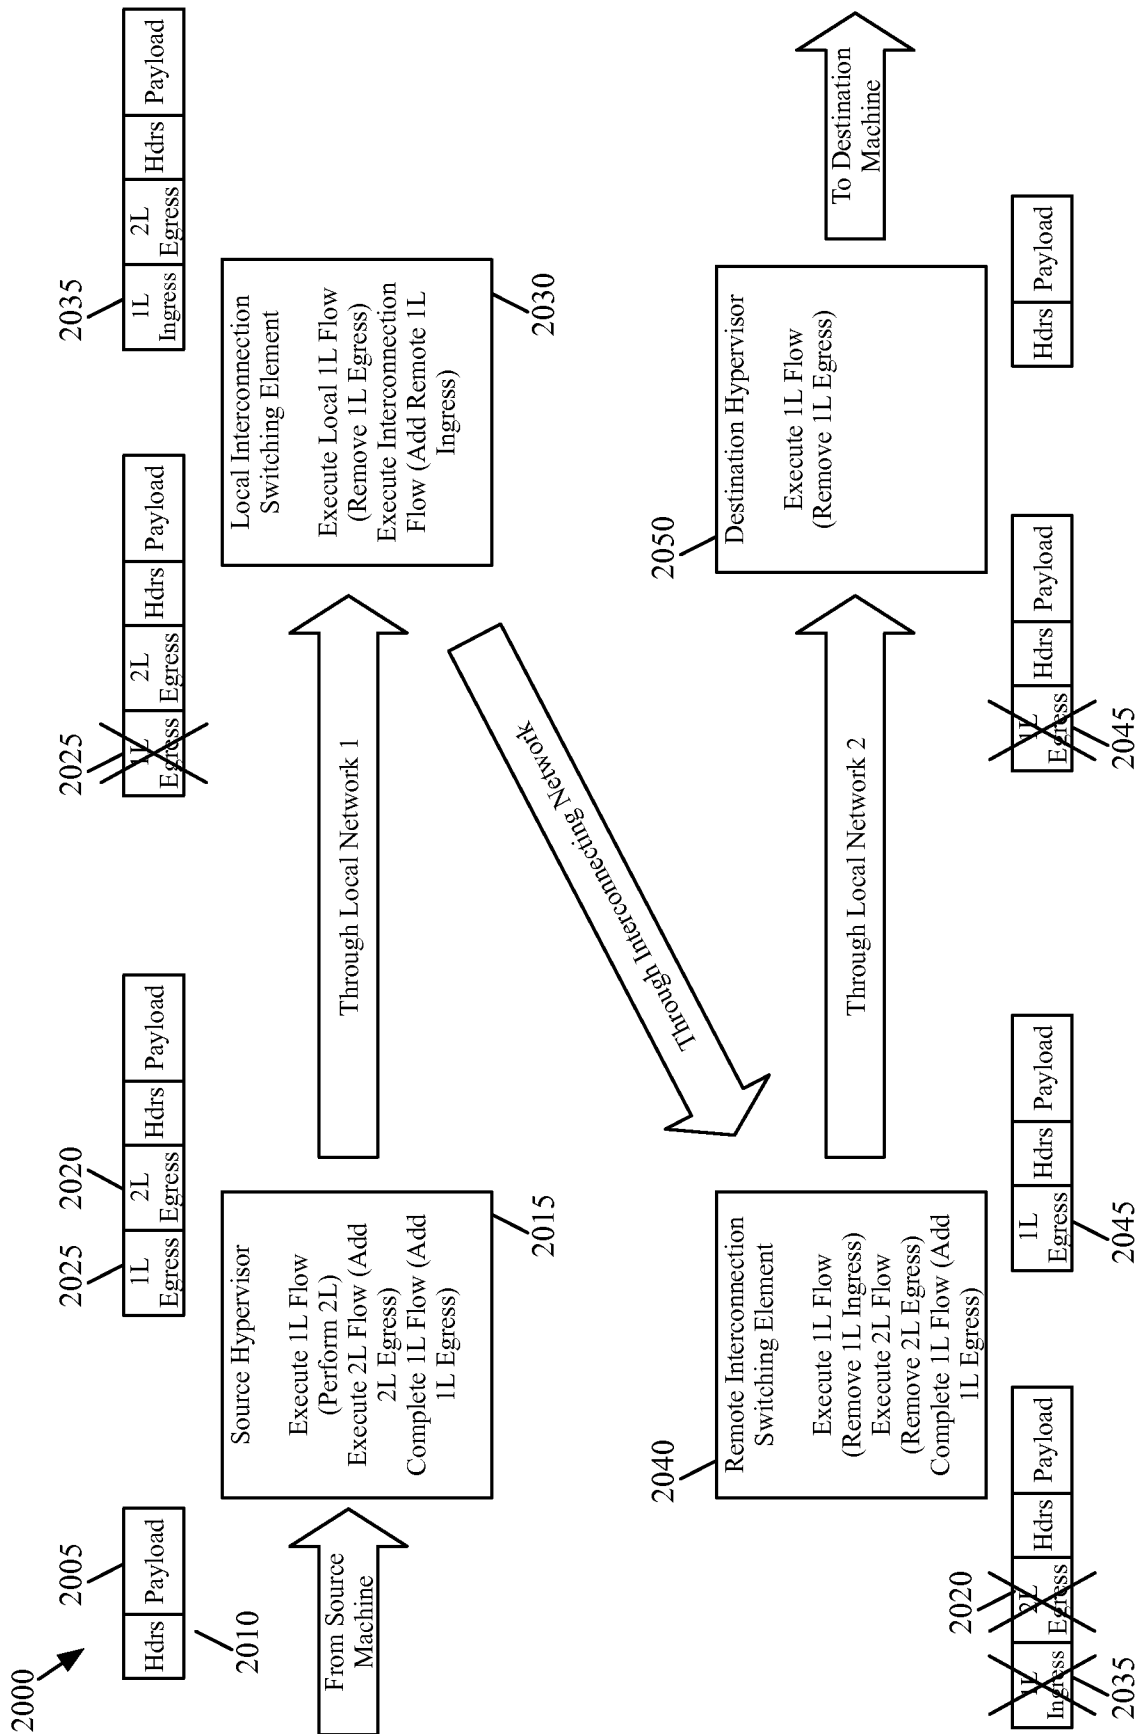 2000
2010
2005
Hdrs
Payload
From Source
Machine
2025
2020
1L
Egress
2L
Egress
Hdrs
Payload
Source Hypervisor
Execute 1L Flow
(Perform 2L)
Execute 2L Flow (Add
2L Egress)
Complete 1L Flow (Add
1L Egress)
2015
Through Local Network 1
2025
1L
Egress
2L
Egress
Hdrs
Payload
2035
1L
Ingress
2L
Egress
Hdrs
Payload
Local Interconnection
Switching Element
Execute Local 1L Flow
(Remove 1L Egress)
Execute Interconnection
Flow (Add Remote 1L
Ingress)
2030
Through Interconnecting Network
2040
Remote Interconnection
Switching Element
Execute 1L Flow
(Remove 1L Ingress)
Execute 2L Flow
(Remove 2L Egress)
Complete 1L Flow (Add
1L Egress)
2020
1L
Ingress
2L
Egress
Hdrs
Payload
2035
1L
Egress
Hdrs
Payload
2045
Through Local Network 2
2050
Destination Hypervisor
Execute 1L Flow
(Remove 1L Egress)
1L
Egress
Hdrs
Payload
2045
Hdrs
Payload
To Destination
Machine